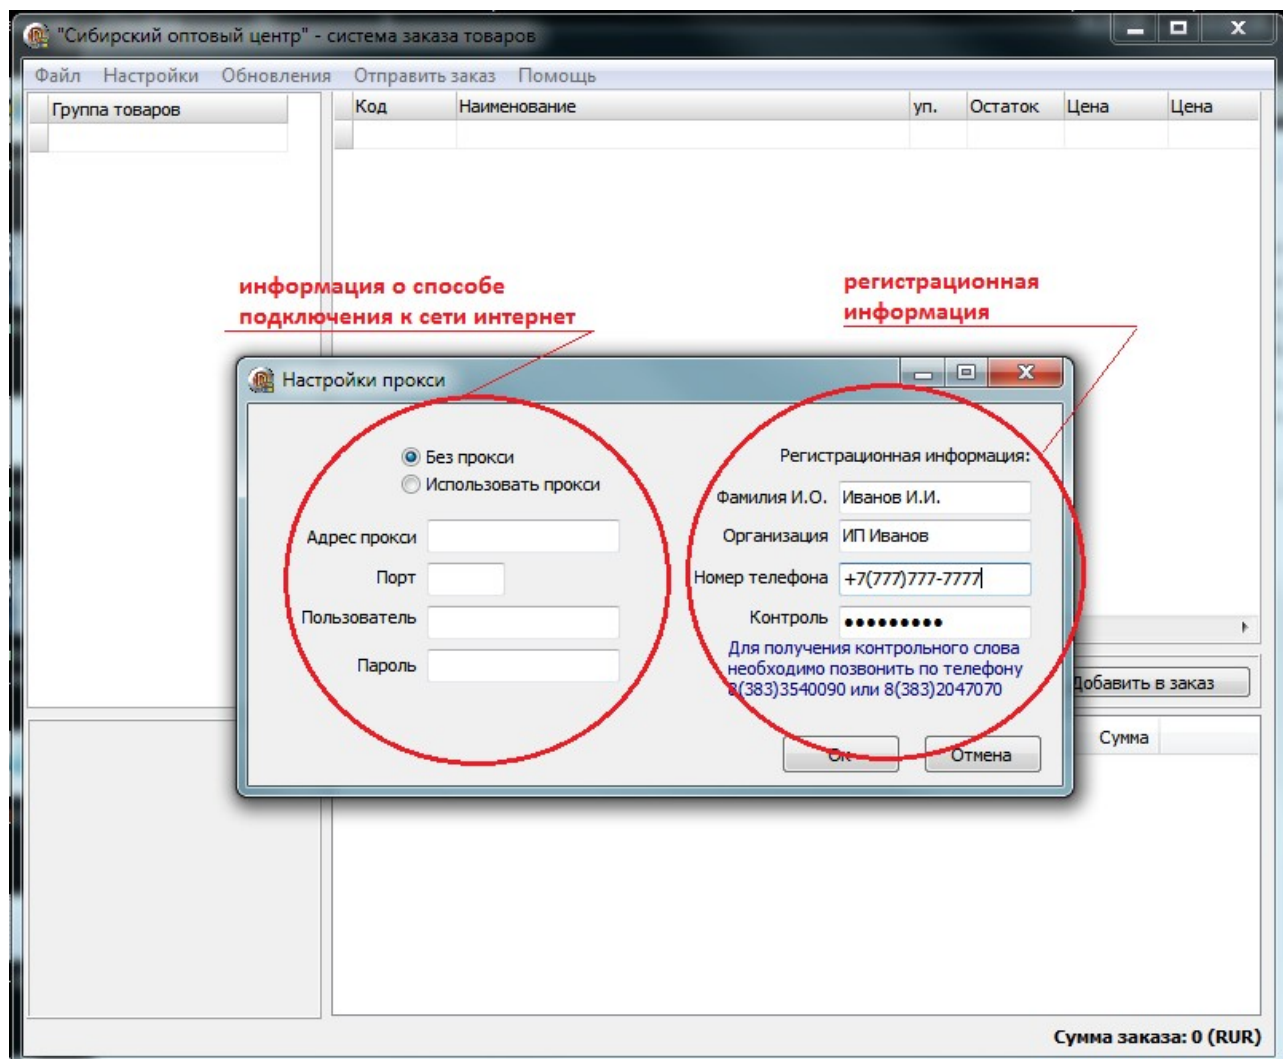 "Сибирский оптовый центр" - система заказа товаров
Файл Настройки Обновления Отправить заказ Помощь
Группа товаров
Код Наименование уп. Остаток Цена Цена
информация о способе
подключения к сети интернет
регистрационная
информация
Настройки прокси
Без прокси
Использовать прокси
Адрес прокси
Порт
Пользователь
Пароль
Регистрационная информация:
Фамилия И.О. Иванов И.И.
Организация ИП Иванов
Номер телефона +7(777)777-7777
Контроль ●●●●●●●●●
Для получения контрольного слова
необходимо позвонить по телефону
8(383)3540090 или 8(383)2047070
Ок Отмена
Добавить в заказ
Сумма
Сумма заказа: 0 (RUR)